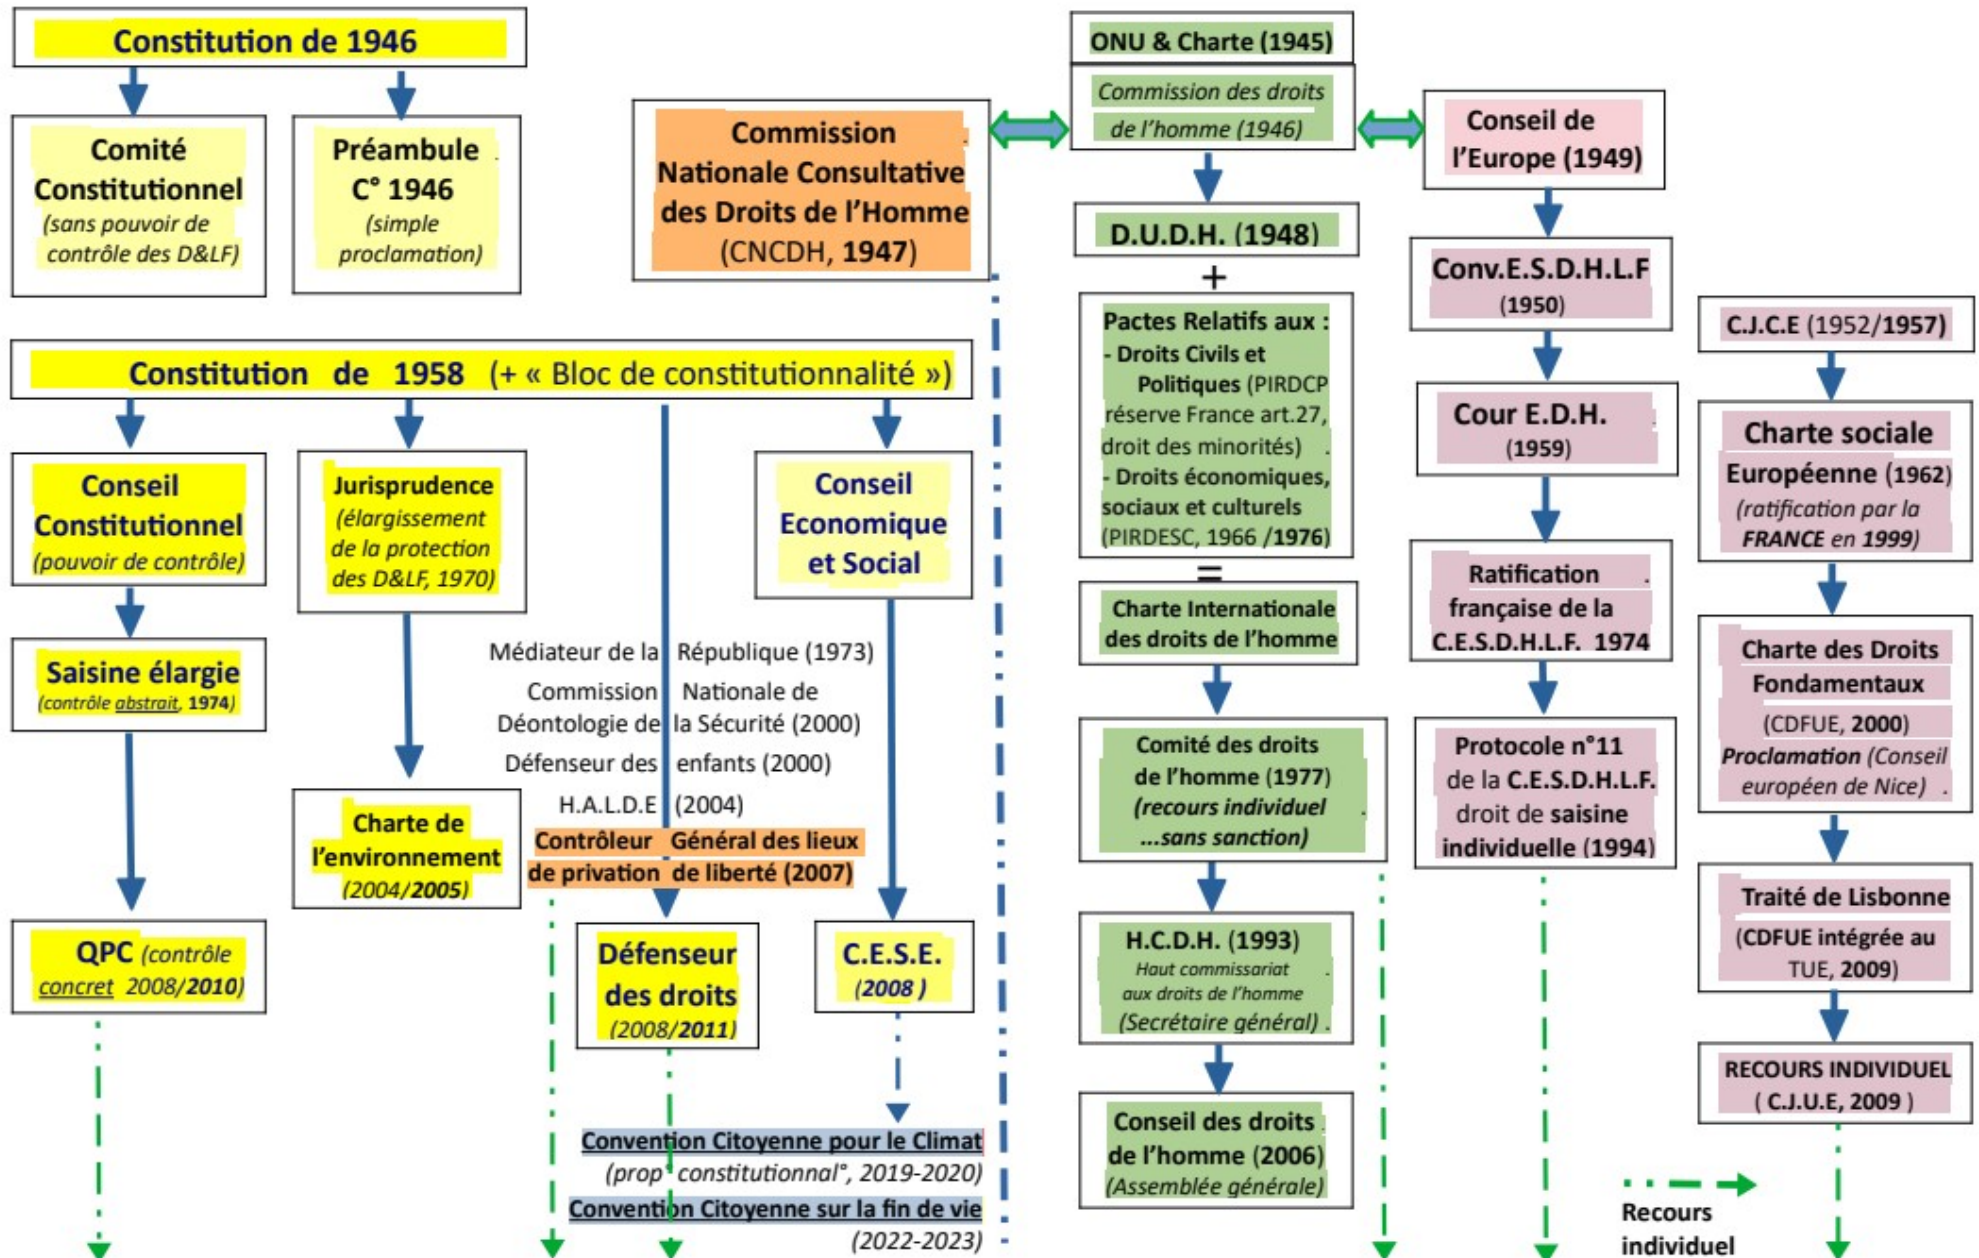 Constitution de 1946
Comité
Constitutionnel
(sans pouvoir de
contrôle des D&LF)
Préambule
C° 1946
(simple
proclamation)
Commission
Nationale Consultative
des Droits de l'Homme
(CNCDH, 1947)
ONU & Charte (1945)
Commission des droits
de l'homme (1946)
Conseil de
l'Europe (1949)
D.U.D.H. (1948)
+
Pactes Relatifs aux :
- Droits Civils et
Politiques (PIRDCP
réserve France art.27,
droit des minorités)
- Droits économiques,
sociaux et culturels
(PIRDESC, 1966 /1976)
=
Charte Internationale
des droits de l'homme
Comité des droits
de l'homme (1977)
(recours individuel
...sans sanction)
H.C.D.H. (1993)
Haut commissariat
aux droits de l'homme
(Secrétaire général)
Conseil des droits
de l'homme (2006)
(Assemblée générale)
Conv.E.S.D.H.L.F
(1950)
Cour E.D.H.
(1959)
Ratification
française de la
C.E.S.D.H.L.F. 1974
Protocole n°11
de la C.E.S.D.H.L.F.
droit de saisine
individuelle (1994)
C.J.C.E (1952/1957)
Charte sociale
Européenne (1962)
(ratification par la
FRANCE en 1999)
Charte des Droits
Fondamentaux
(CDFUE, 2000)
Proclamation (Conseil
européen de Nice)
Traité de Lisbonne
(CDFUE intégrée au
TUE, 2009)
RECOURS INDIVIDUEL
( C.J.U.E, 2009 )
Constitution de 1958 (+ « Bloc de constitutionnalité »)
Conseil
Constitutionnel
(pouvoir de contrôle)
Saisine élargie
(contrôle abstrait, 1974)
QPC (contrôle
concret 2008/2010)
Jurisprudence
(élargissement
de la protection
des D&LF, 1970)
Charte de
l'environnement
(2004/2005)
Médiateur de la République (1973)
Commission Nationale de
Déontologie de la Sécurité (2000)
Défenseur des enfants (2000)
H.A.L.D.E (2004)
Contrôleur Général des lieux
de privation de liberté (2007)
Défenseur
des droits
(2008/2011)
Conseil
Economique
et Social
C.E.S.E.
(2008 )
Convention Citoyenne pour le Climat
(prop° constitutionnal°, 2019-2020)
Convention Citoyenne sur la fin de vie
(2022-2023)
Recours
individuel